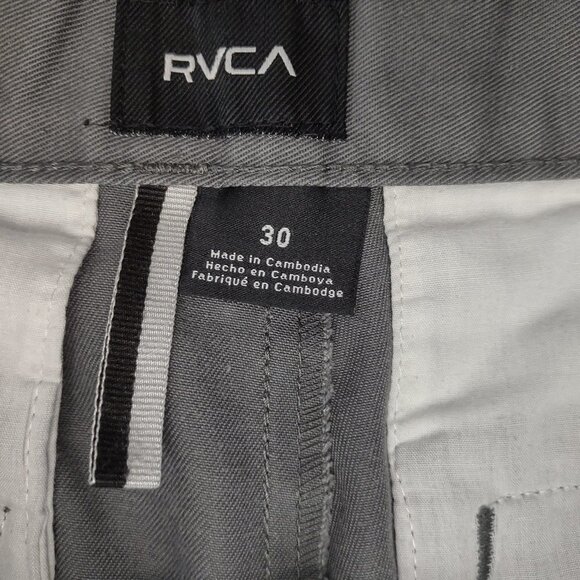 RVCA
30
Made in Cambodia
Hecho en Camboya
Fabriqué en Cambodge